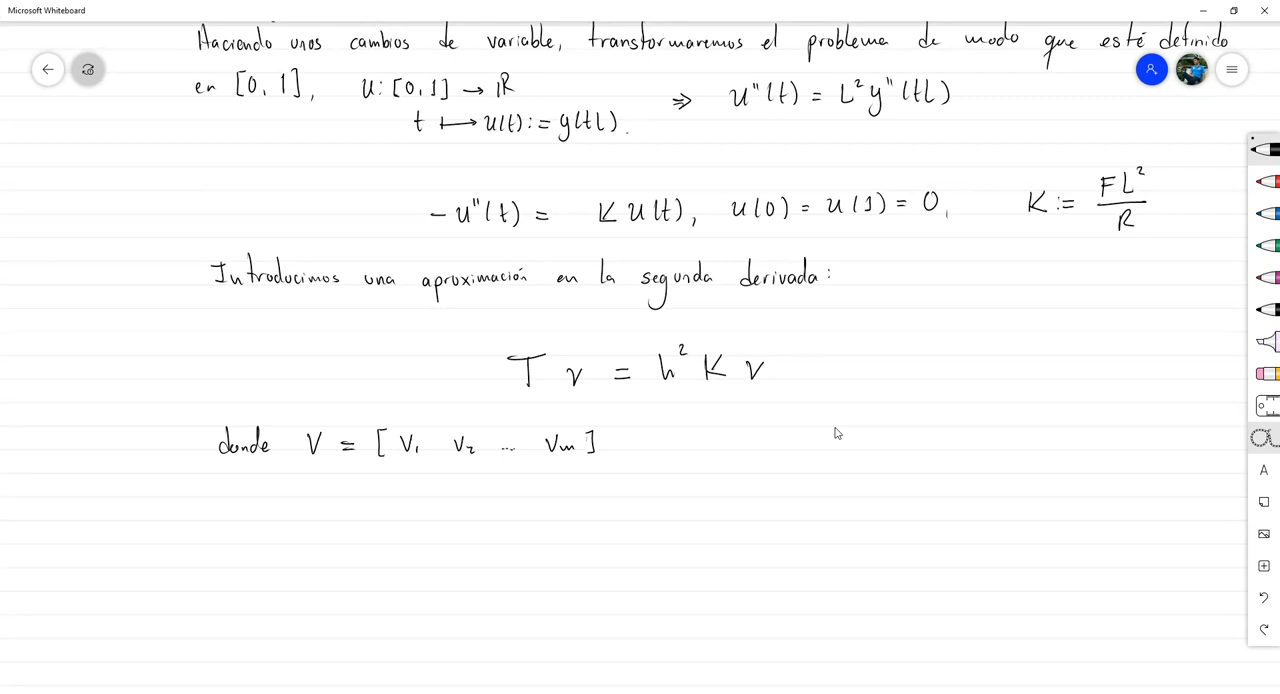 Microsoft Whiteboard
Haciendo unos cambios de variable, transformaremos el problema de modo que esté definido
en [0, 1], u: [0, 1] → ℝ ⇒ u''(t) = L² y''(tL)
t ↦ u(t) := y(tL).
- u''(t) = K u(t), u(0) = u(1) = 0, K := FL²/R
Introducimos una aproximación en la segunda derivada:
T v = h² K v
donde V = [ v₁ v₂ ... vₘ ]
A